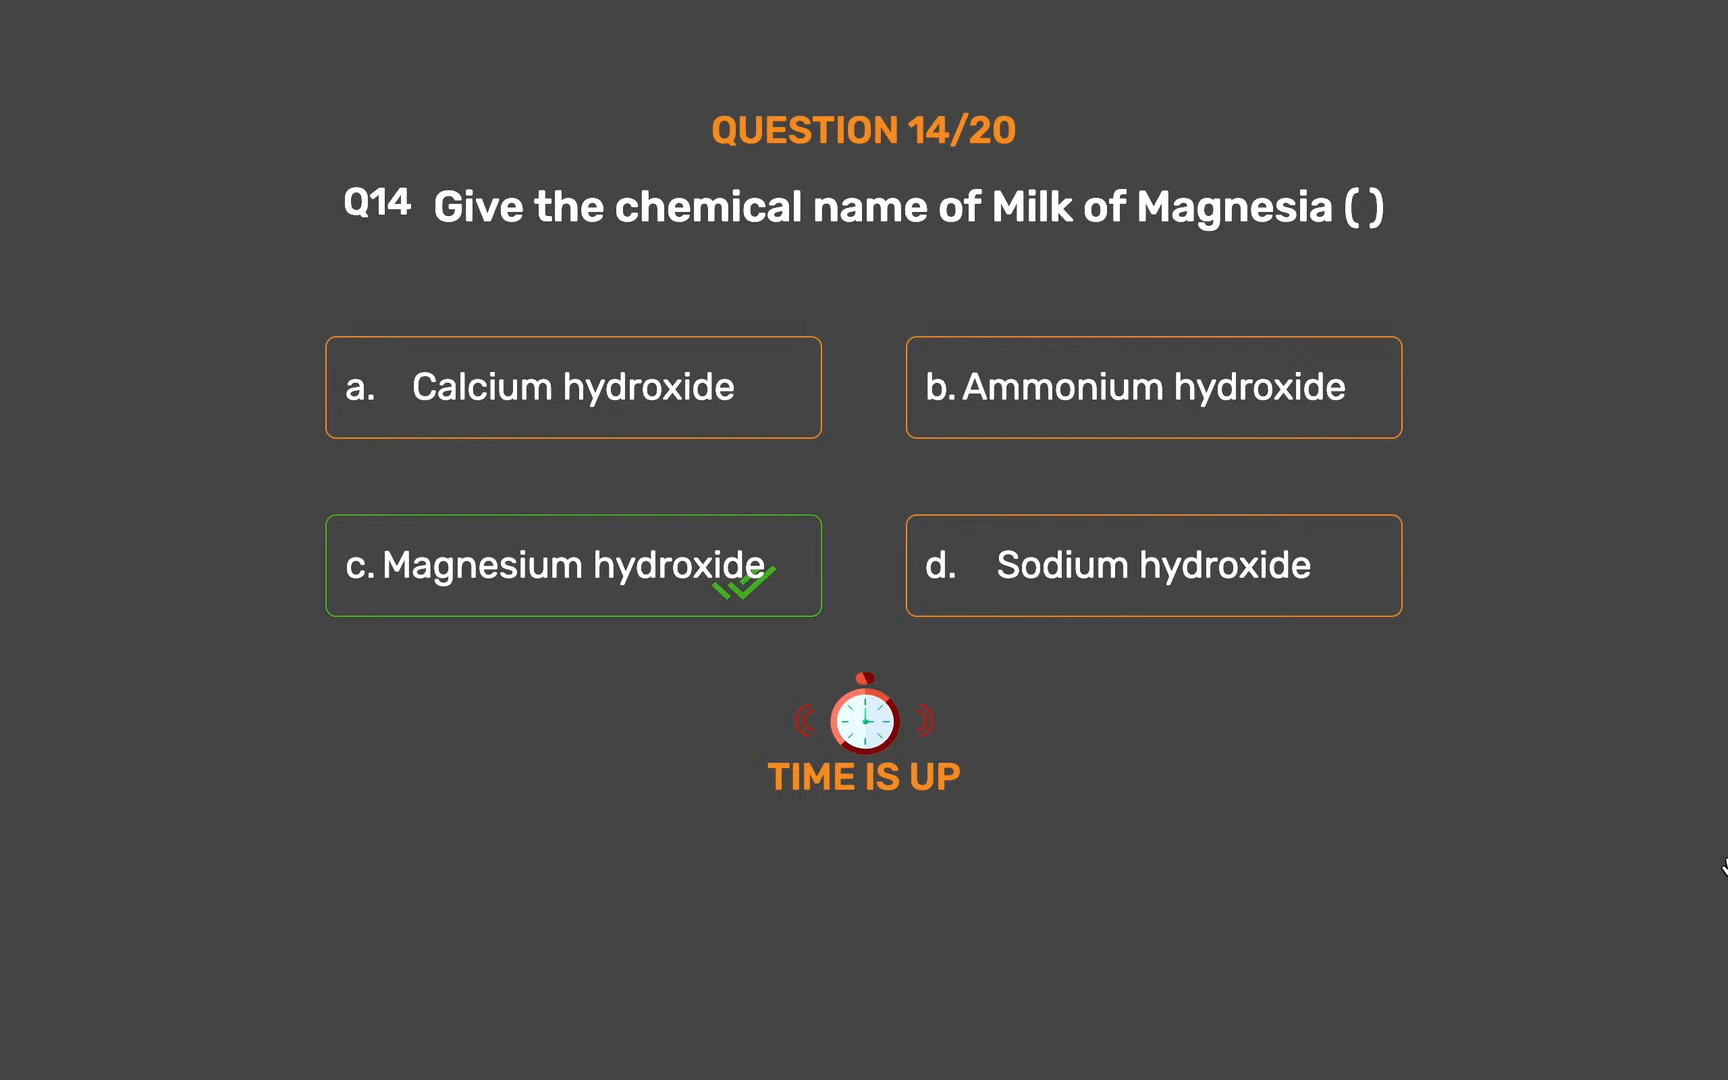 QUESTION 14/20
Q14 Give the chemical name of Milk of Magnesia ( )
a. Calcium hydroxide
b. Ammonium hydroxide
c. Magnesium hydroxide
d. Sodium hydroxide
TIME IS UP